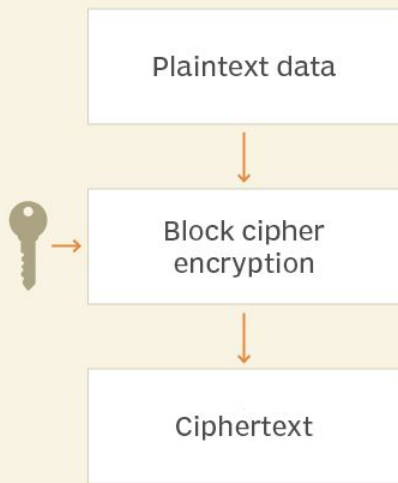 Plaintext data
Block cipher
encryption
Ciphertext